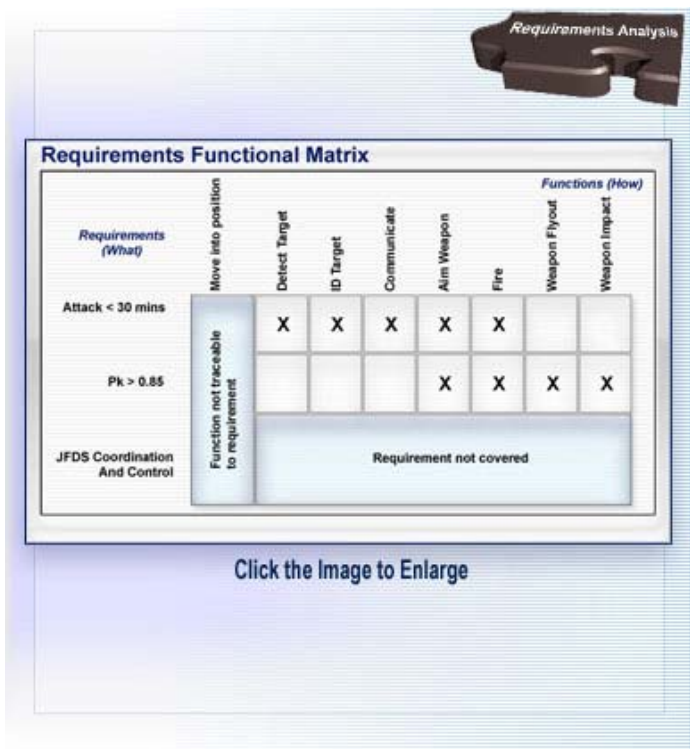 Requirements Analysis
Requirements Functional Matrix
Functions (How)
Requirements
(What)
Move into position
Detect Target
ID Target
Communicate
Aim Weapon
Fire
Weapon Flyout
Weapon Impact
Attack < 30 mins
X X X X X
Pk > 0.85
X X X X
Function not traceable
to requirement
JFDS Coordination
And Control
Requirement not covered
Click the Image to Enlarge